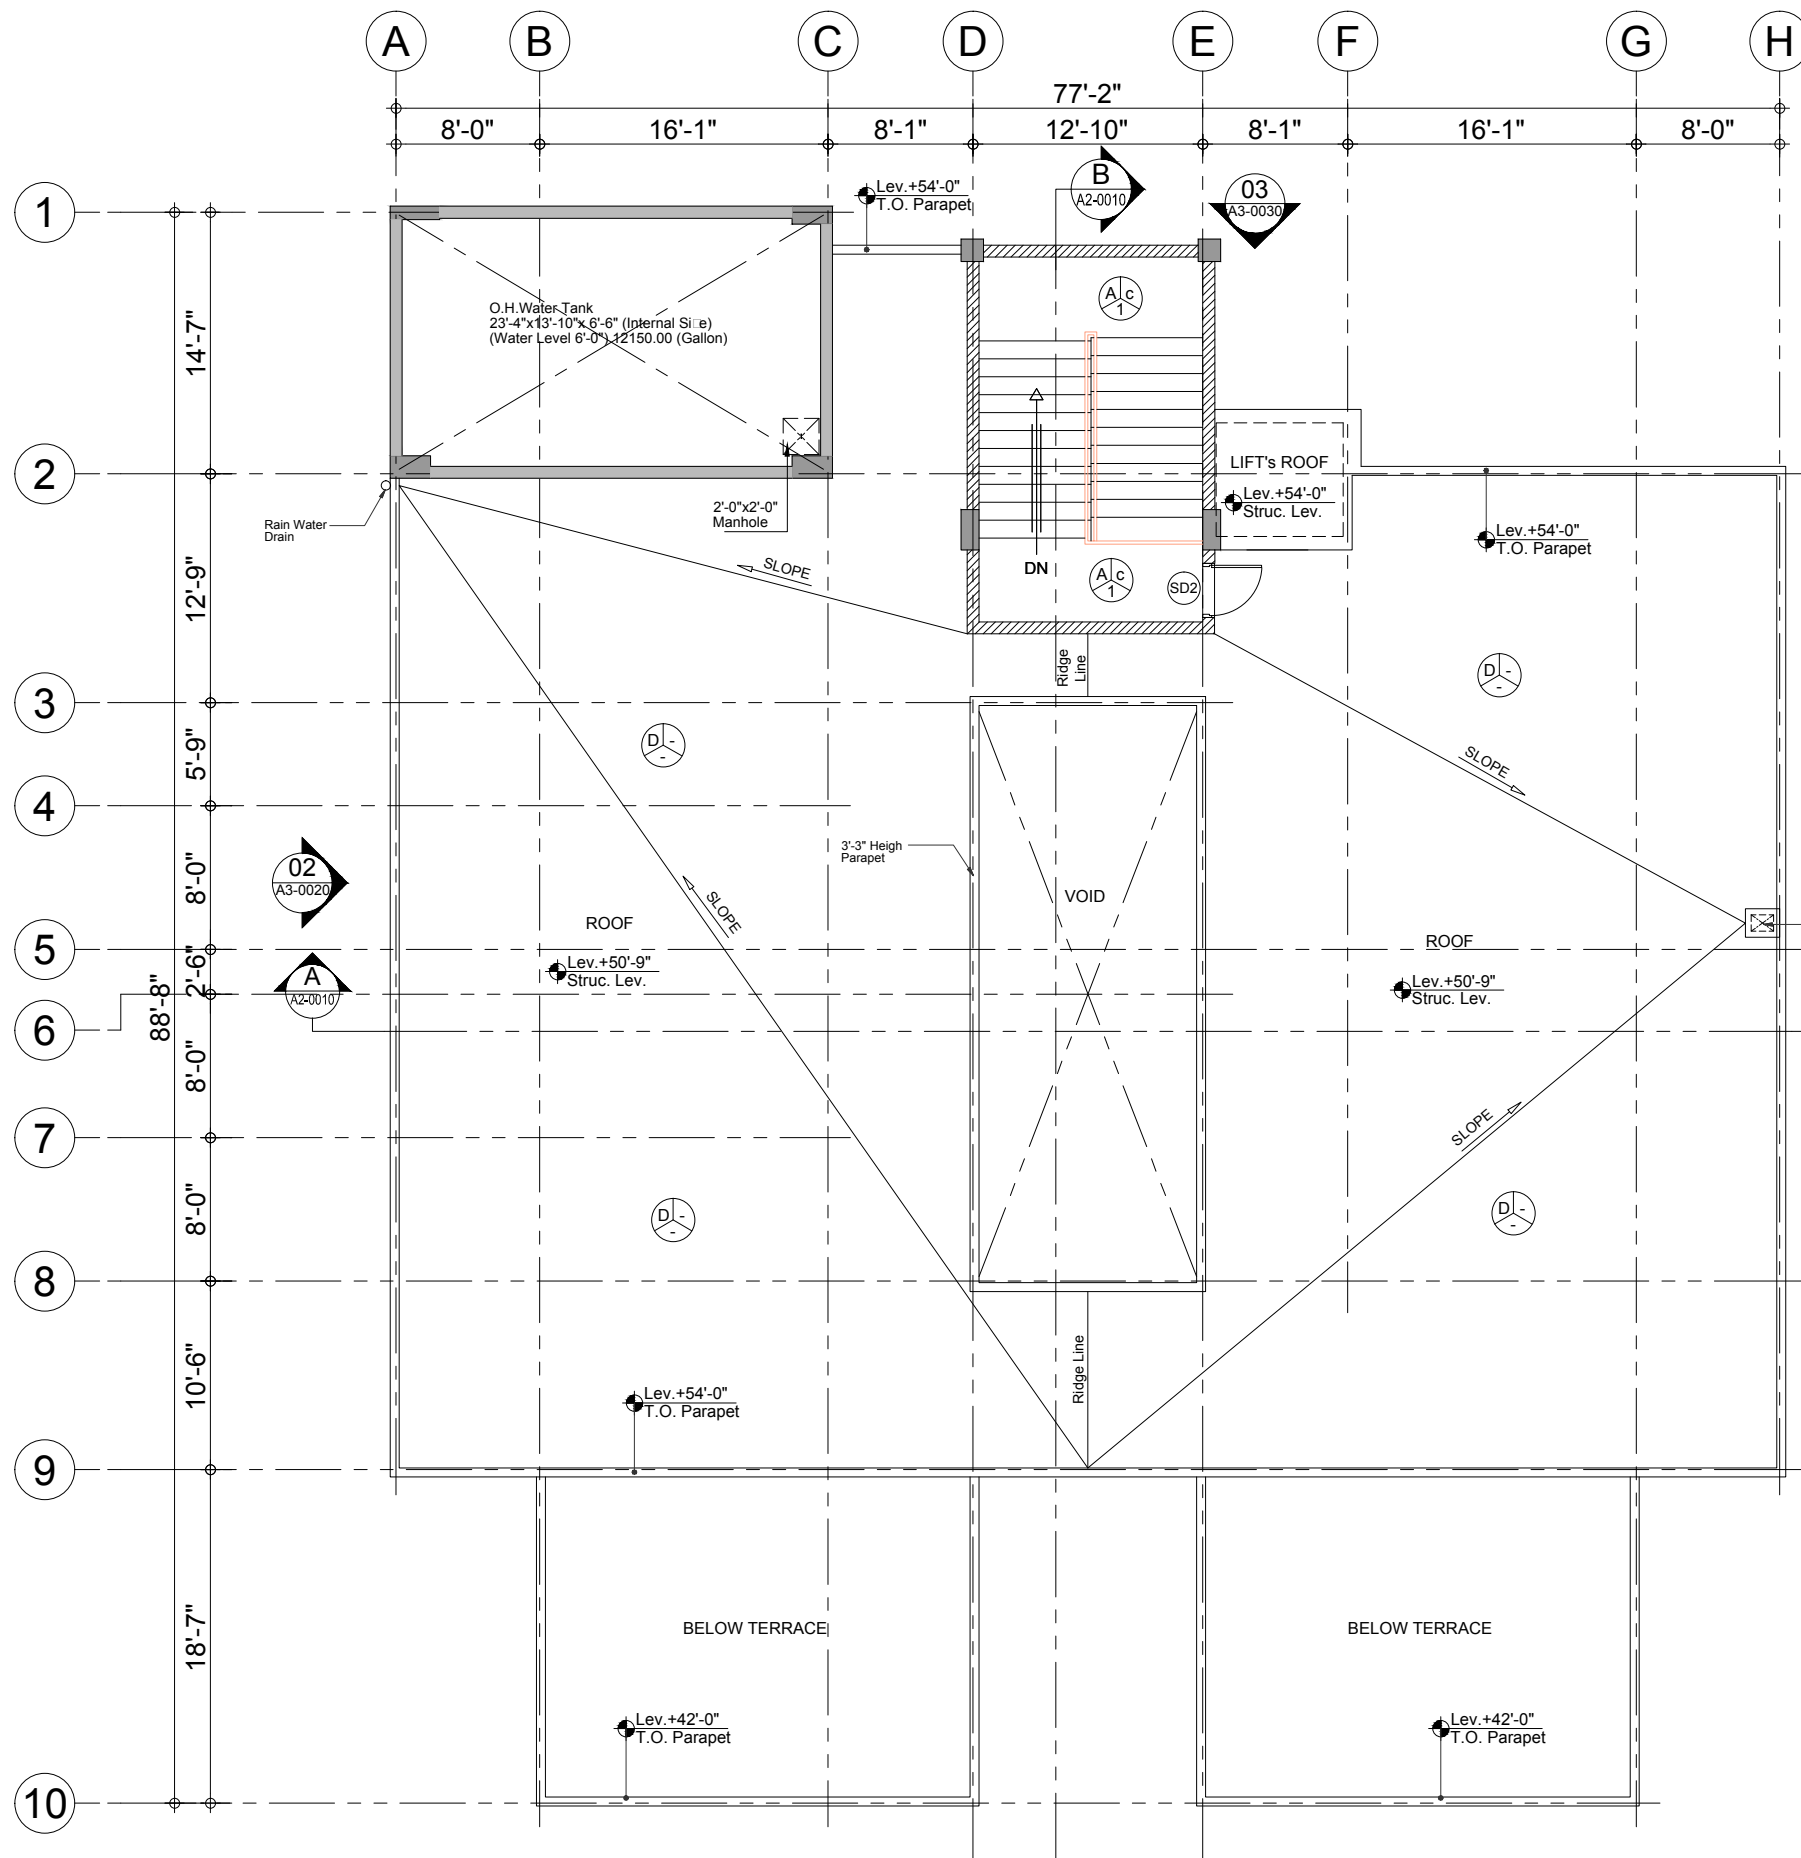 A B C D E F G H
77'-2"
8'-0" 16'-1" 8'-1" 12'-10" 8'-1" 16'-1" 8'-0"
1
Lev.+54'-0"
T.O. Parapet
B
A2-0010
03
A3-0030
A c
1
O.H.Water Tank
23'-4"x13'-10"x 6'-6" (Internal Si□e)
(Water Level 6'-0") 12150.00 (Gallon)
14'-7"
2
LIFT's ROOF
Lev.+54'-0"
Struc. Lev.
Rain Water
Drain
2'-0"x2'-0"
Manhole
Lev.+54'-0"
T.O. Parapet
SLOPE
DN
A c
1
SD2
12'-9"
Ridge
Line
D -
-
3
D -
-
5'-9"
SLOPE
4
3'-3" Heigh
Parapet
02
A3-0020
8'-0"
VOID
SLOPE
ROOF
ROOF
5
Lev.+50'-9"
Struc. Lev.
Lev.+50'-9"
Struc. Lev.
2'-6"
A
A2-0010
88'-8"
6
8'-0"
7
SLOPE
8'-0"
D -
-
D -
-
8
Ridge Line
10'-6"
Lev.+54'-0"
T.O. Parapet
9
18'-7"
BELOW TERRACE
BELOW TERRACE
Lev.+42'-0"
T.O. Parapet
Lev.+42'-0"
T.O. Parapet
10